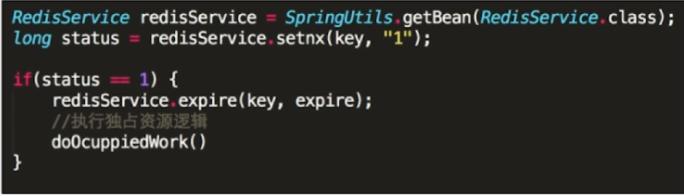 RedisService redisService = SpringUtils.getBean(RedisService.class);
long status = redisService.setnx(key, "1");
if(status == 1) {
redisService.expire(key, expire);
//执行独占资源逻辑
doOcuppiedWork()
}